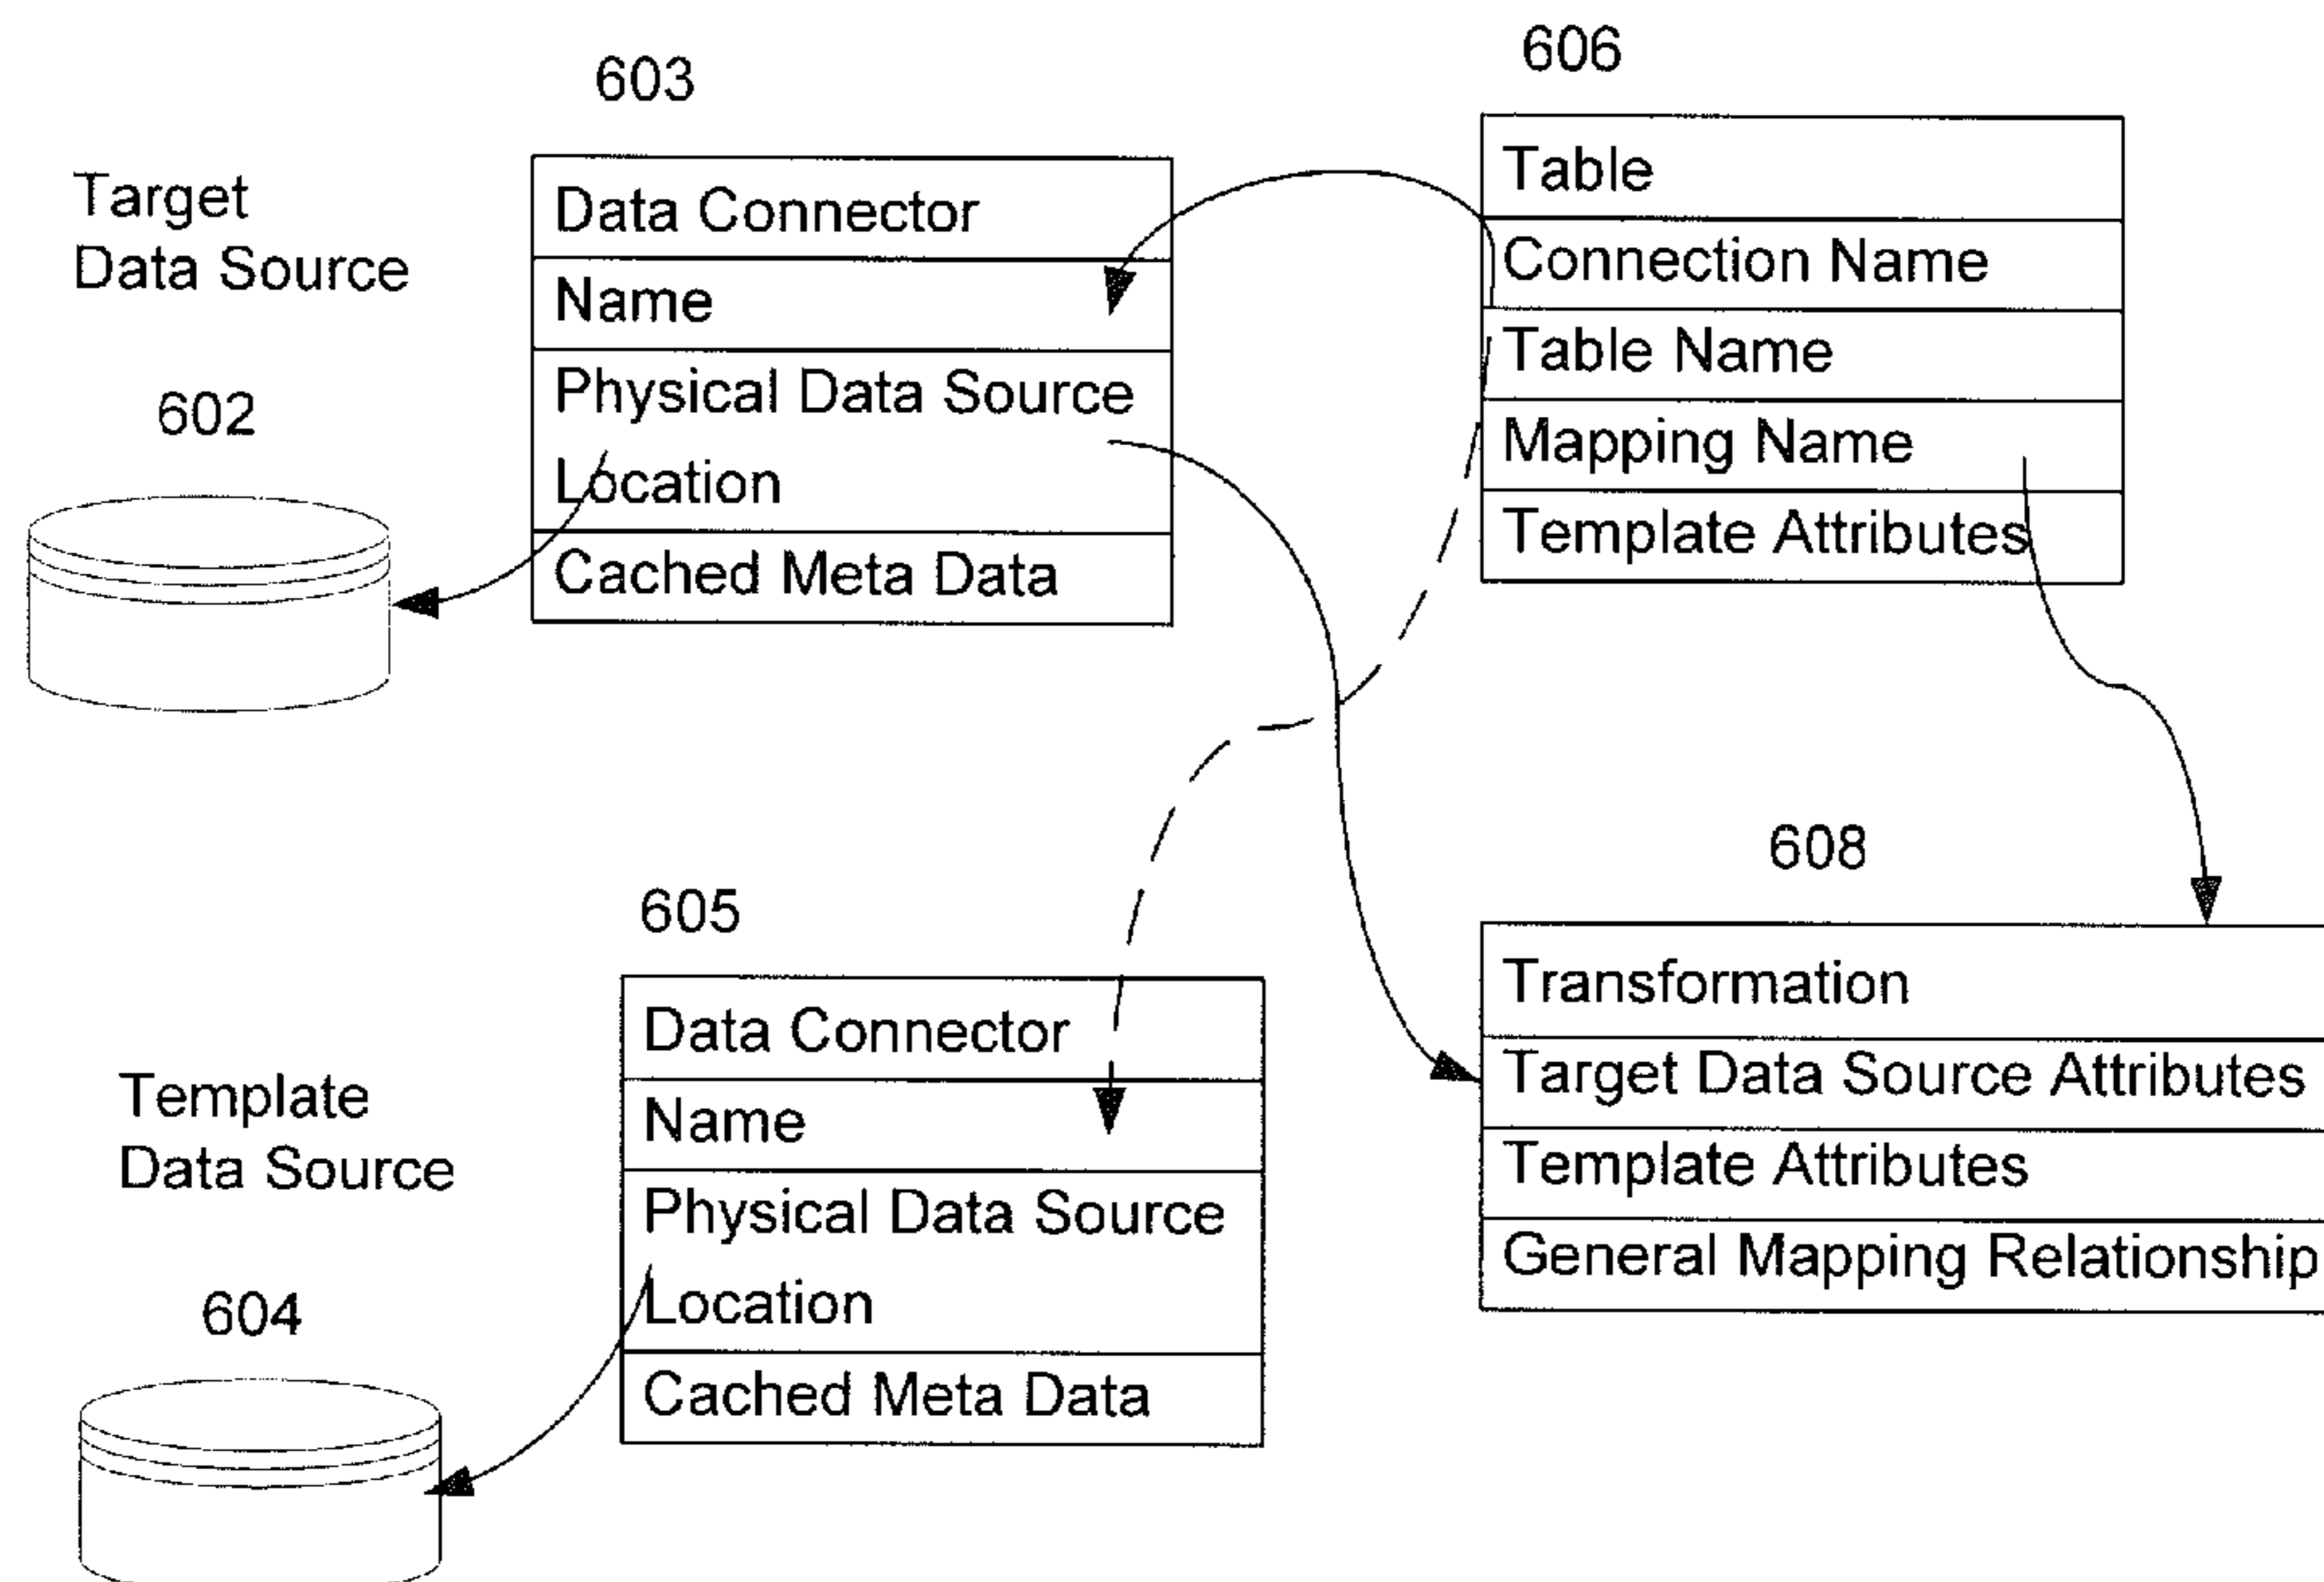 603
Target
Data Source
602
Data Connector
Name
Physical Data Source
Location
Cached Meta Data
606
Table
Connection Name
Table Name
Mapping Name
Template Attributes
605
Template
Data Source
604
Data Connector
Name
Physical Data Source
Location
Cached Meta Data
608
Transformation
Target Data Source Attributes
Template Attributes
General Mapping Relationship